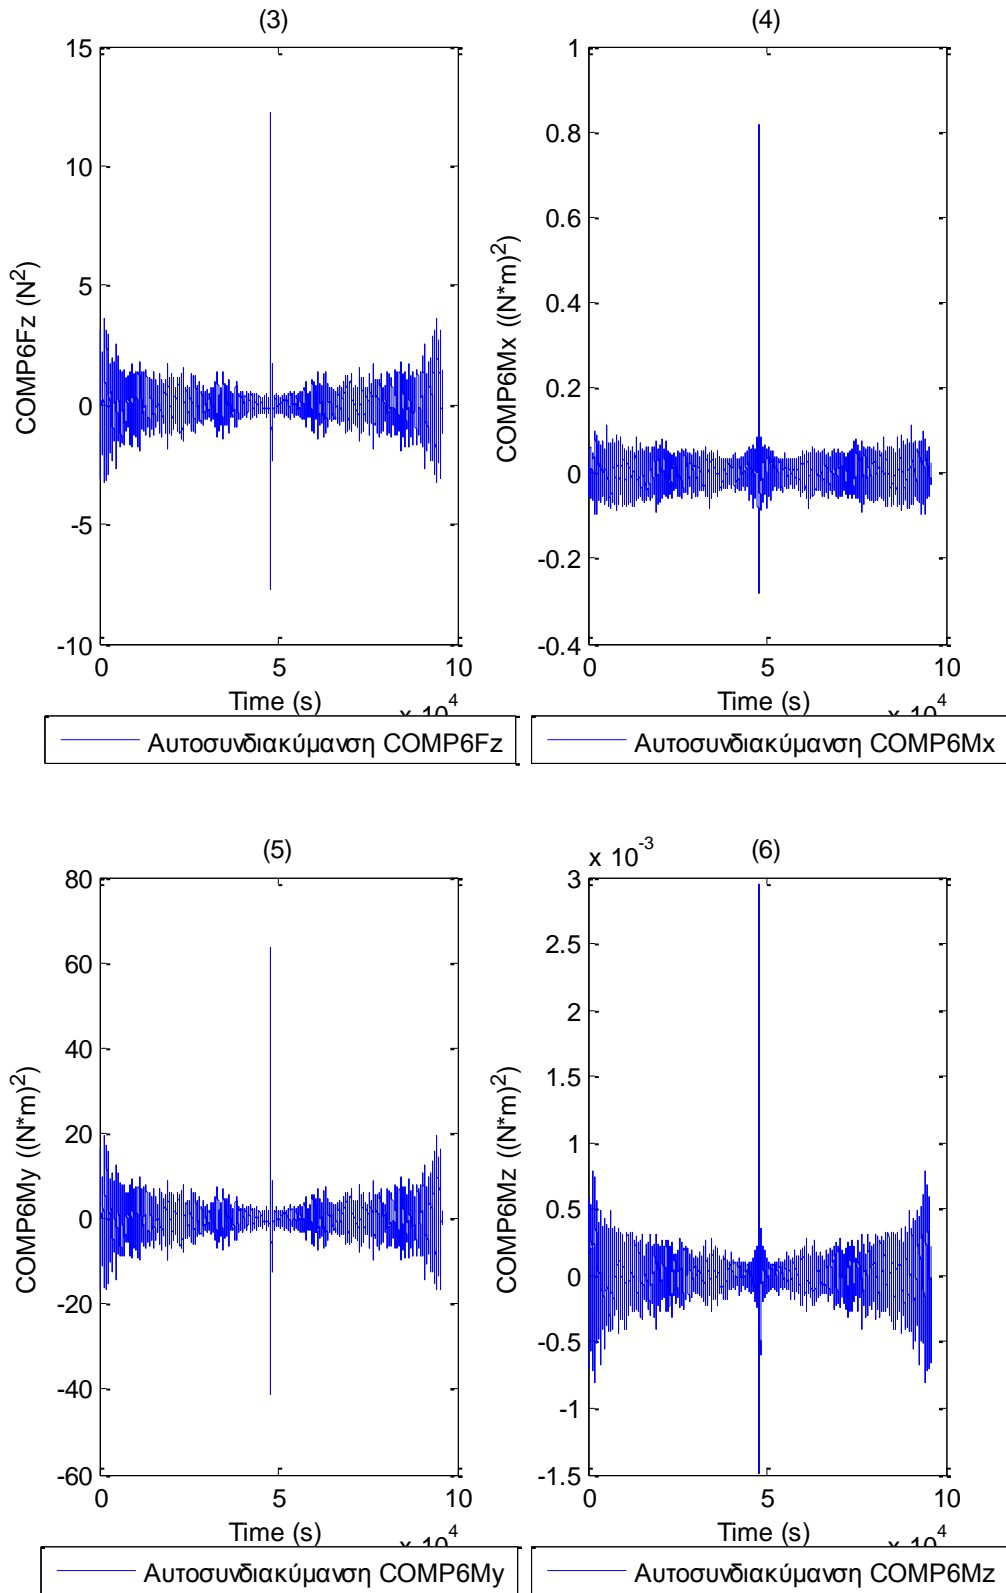 (3)
15
10
5
0
-5
-10
COMP6Fz (N^2)
0 5 10
Time (s)
x 10^4
Αυτοσυνδιακύμανση COMP6Fz
(4)
1
0.8
0.6
0.4
0.2
0
-0.2
-0.4
COMP6Mx ((N*m)^2)
0 5 10
Time (s)
x 10^4
Αυτοσυνδιακύμανση COMP6Mx
(5)
80
60
40
20
0
-20
-40
-60
COMP6My ((N*m)^2)
0 5 10
Time (s)
x 10^4
Αυτοσυνδιακύμανση COMP6My
x 10^-3
(6)
3
2.5
2
1.5
1
0.5
0
-0.5
-1
-1.5
COMP6Mz ((N*m)^2)
0 5 10
Time (s)
x 10^4
Αυτοσυνδιακύμανση COMP6Mz